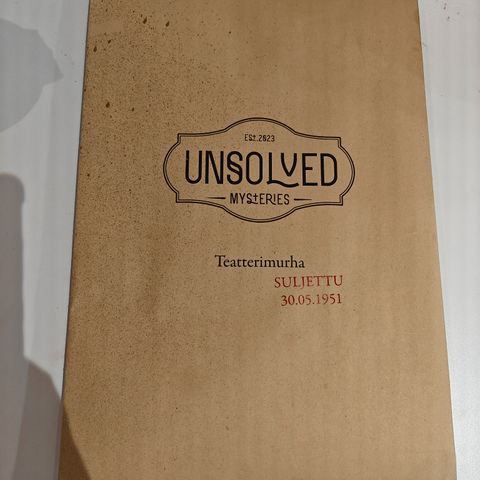 EST.2023
UNSOLVED
MYSTERIES
Teatterimurha
SULJETTU
30.05.1951